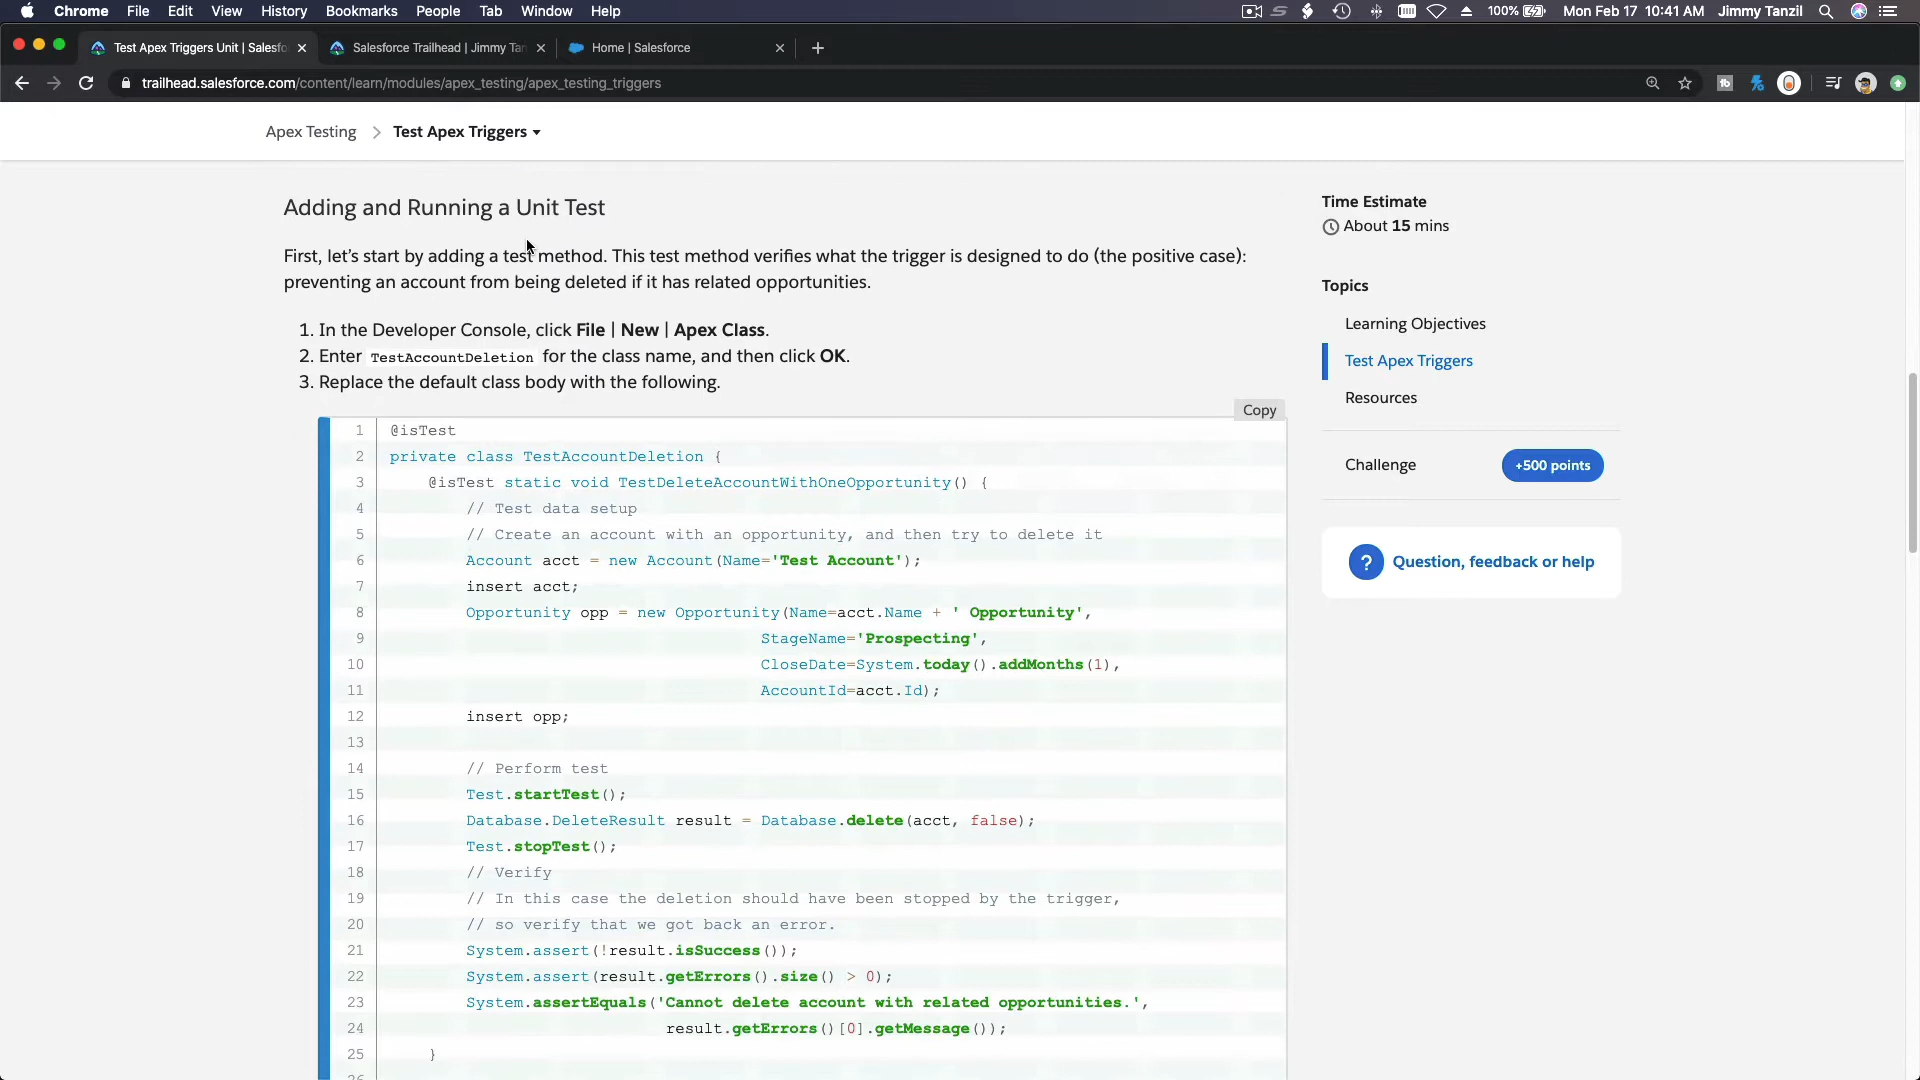 Chrome File Edit View History Bookmarks People Tab Window Help 100% Mon Feb 17 10:41 AM Jimmy Tanzil
Test Apex Triggers Unit | Salesfo Salesforce Trailhead | Jimmy Tan Home | Salesforce
trailhead.salesforce.com/content/learn/modules/apex_testing/apex_testing_triggers
Apex Testing > Test Apex Triggers
Adding and Running a Unit Test
First, let's start by adding a test method. This test method verifies what the trigger is designed to do (the positive case):
preventing an account from being deleted if it has related opportunities.
1. In the Developer Console, click File | New | Apex Class.
2. Enter TestAccountDeletion for the class name, and then click OK.
3. Replace the default class body with the following.
Copy
1 @isTest
2 private class TestAccountDeletion {
3 @isTest static void TestDeleteAccountWithOneOpportunity() {
4 // Test data setup
5 // Create an account with an opportunity, and then try to delete it
6 Account acct = new Account(Name='Test Account');
7 insert acct;
8 Opportunity opp = new Opportunity(Name=acct.Name + ' Opportunity',
9 StageName='Prospecting',
10 CloseDate=System.today().addMonths(1),
11 AccountId=acct.Id);
12 insert opp;
13
14 // Perform test
15 Test.startTest();
16 Database.DeleteResult result = Database.delete(acct, false);
17 Test.stopTest();
18 // Verify
19 // In this case the deletion should have been stopped by the trigger,
20 // so verify that we got back an error.
21 System.assert(!result.isSuccess());
22 System.assert(result.getErrors().size() > 0);
23 System.assertEquals('Cannot delete account with related opportunities.',
24 result.getErrors()[0].getMessage());
25 }
26
Time Estimate
About 15 mins
Topics
Learning Objectives
Test Apex Triggers
Resources
Challenge +500 points
? Question, feedback or help